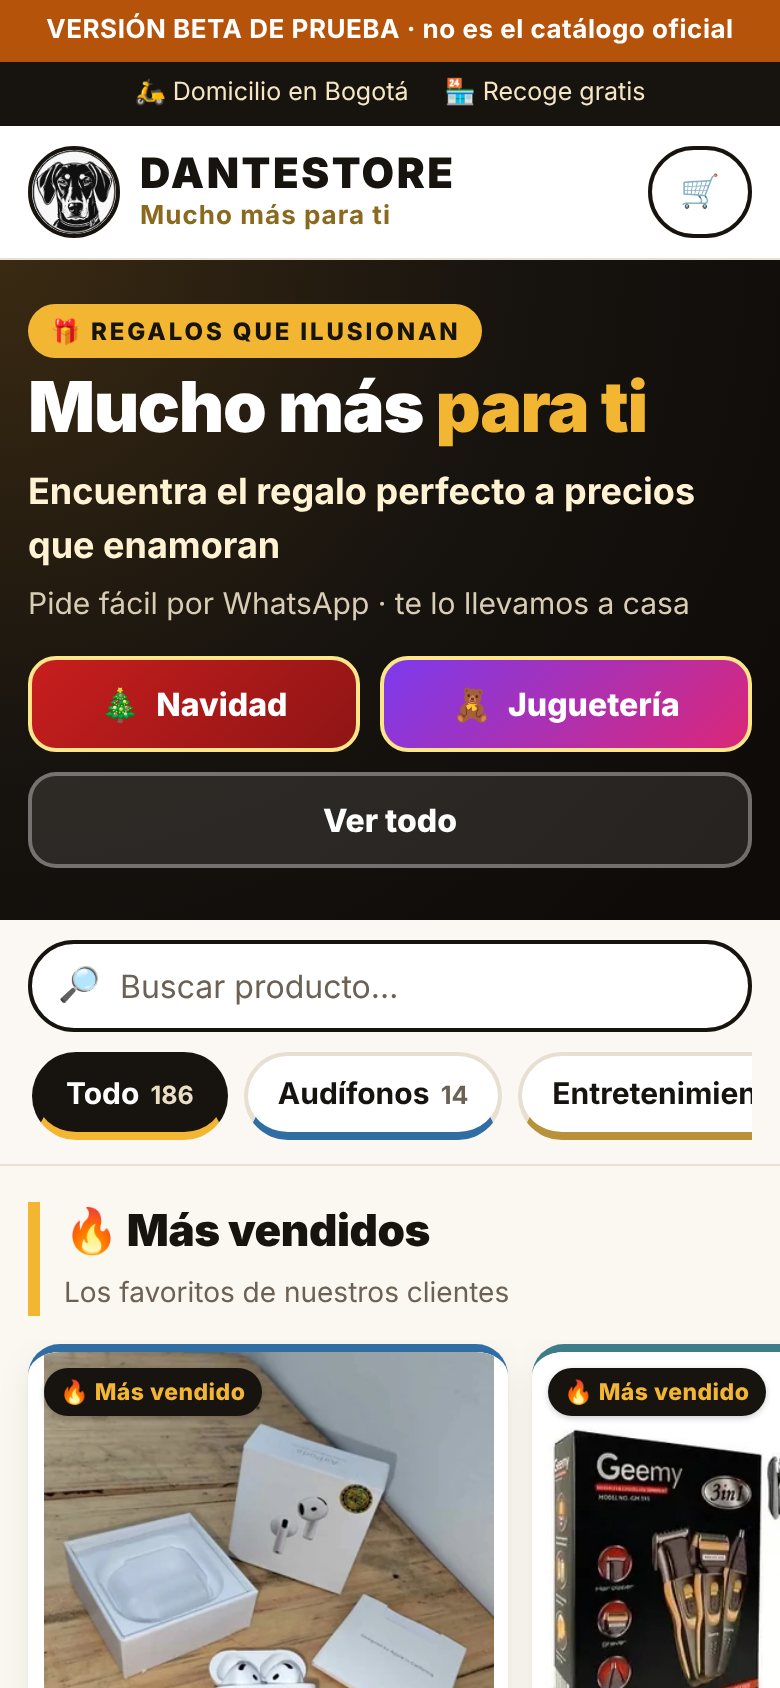 VERSIÓN BETA DE PRUEBA · no es el catálogo oficial
🛵 Domicilio en Bogotá 🏪 Recoge gratis
DANTESTORE
Mucho más para ti
🎁 REGALOS QUE ILUSIONAN
Mucho más para ti
Encuentra el regalo perfecto a precios
que enamoran
Pide fácil por WhatsApp · te lo llevamos a casa
🎄 Navidad 🧸 Juguetería
Ver todo
🔎 Buscar producto...
Todo 186 Audífonos 14 Entretenimien
🔥 Más vendidos
Los favoritos de nuestros clientes
🔥 Más vendido 🔥 Más vendido
Geemy
3in1